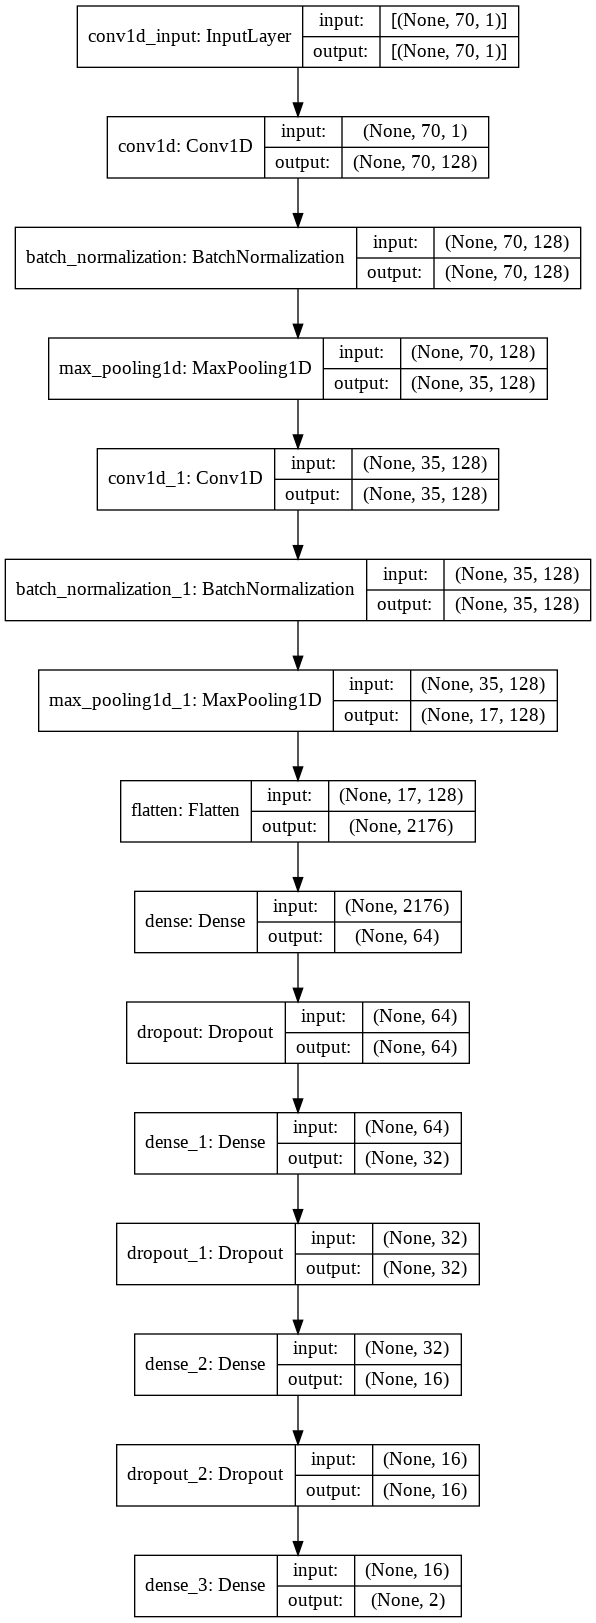 conv1d_input: InputLayer
input: [(None, 70, 1)]
output: [(None, 70, 1)]
conv1d: Conv1D
input: (None, 70, 1)
output: (None, 70, 128)
batch_normalization: BatchNormalization
input: (None, 70, 128)
output: (None, 70, 128)
max_pooling1d: MaxPooling1D
input: (None, 70, 128)
output: (None, 35, 128)
conv1d_1: Conv1D
input: (None, 35, 128)
output: (None, 35, 128)
batch_normalization_1: BatchNormalization
input: (None, 35, 128)
output: (None, 35, 128)
max_pooling1d_1: MaxPooling1D
input: (None, 35, 128)
output: (None, 17, 128)
flatten: Flatten
input: (None, 17, 128)
output: (None, 2176)
dense: Dense
input: (None, 2176)
output: (None, 64)
dropout: Dropout
input: (None, 64)
output: (None, 64)
dense_1: Dense
input: (None, 64)
output: (None, 32)
dropout_1: Dropout
input: (None, 32)
output: (None, 32)
dense_2: Dense
input: (None, 32)
output: (None, 16)
dropout_2: Dropout
input: (None, 16)
output: (None, 16)
dense_3: Dense
input: (None, 16)
output: (None, 2)